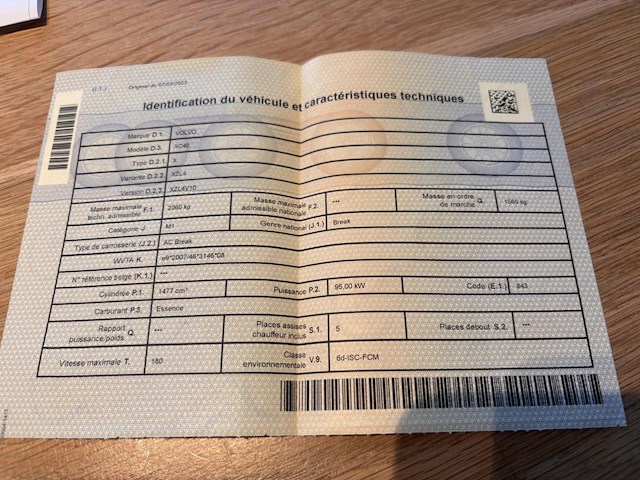 (I.1.) Original du 07/03/2023
Identification du véhicule et caractéristiques techniques
Marque D.1. VOLVO
Modèle D.3. XC40
Type D.2.1. X
Variante D.2.2. XZL4
Version D.2.3. XZL4V10
Masse maximale techn. admissible F.1. 2060 kg Masse maximale admissible nationale F.2. *** Masse en ordre de marche G. 1560 kg
Catégorie J. M1 Genre national (J.1.) Break
Type de carrosserie (J.2.) AC Break
WVTA K. e9*2007/46*3146*08
N° référence belge (K.1.) ***
Cylindrée P.1. 1477 cm³ Puissance P.2. 95,00 kW Code (E.1.) 843
Carburant P.3. Essence
Rapport puissance/poids Q. *** Places assises chauffeur inclus S.1. 5 Places debout S.2. ***
Vitesse maximale T. 180 Classe environnementale V.9. 6d-ISC-FCM